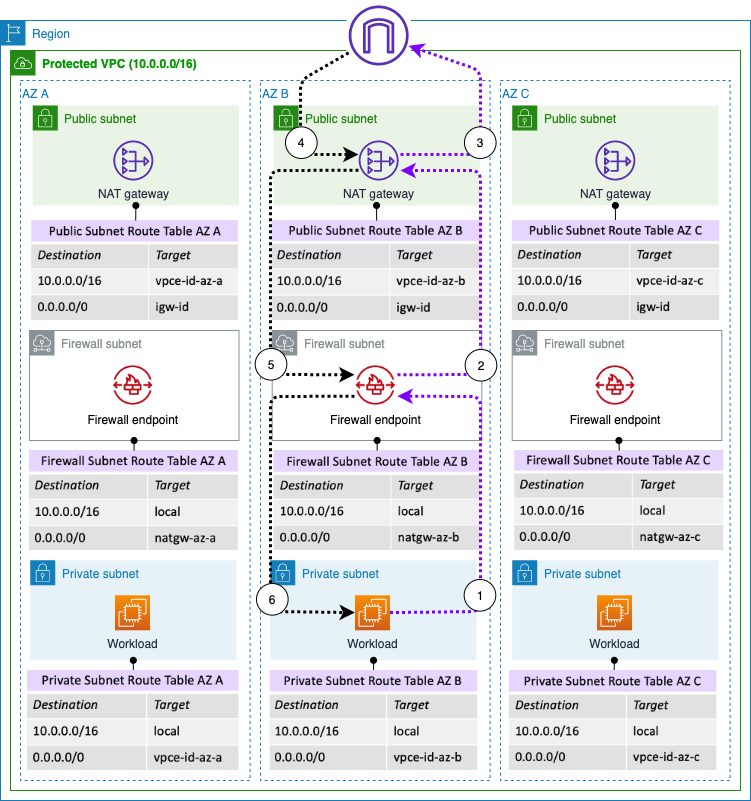 Region
Protected VPC (10.0.0.0/16)
AZ A
AZ B
AZ C
Public subnet
Public subnet
Public subnet
4
3
NAT gateway
NAT gateway
NAT gateway
Public Subnet Route Table AZ A
Destination Target
10.0.0.0/16 vpce-id-az-a
0.0.0.0/0 igw-id
Public Subnet Route Table AZ B
Destination Target
10.0.0.0/16 vpce-id-az-b
0.0.0.0/0 igw-id
Public Subnet Route Table AZ C
Destination Target
10.0.0.0/16 vpce-id-az-c
0.0.0.0/0 igw-id
Firewall subnet
Firewall subnet
Firewall subnet
5
2
Firewall endpoint
Firewall endpoint
Firewall endpoint
Firewall Subnet Route Table AZ A
Destination Target
10.0.0.0/16 local
0.0.0.0/0 natgw-az-a
Firewall Subnet Route Table AZ B
Destination Target
10.0.0.0/16 local
0.0.0.0/0 natgw-az-b
Firewall Subnet Route Table AZ C
Destination Target
10.0.0.0/16 local
0.0.0.0/0 natgw-az-c
Private subnet
Private subnet
Private subnet
6
1
Workload
Workload
Workload
Private Subnet Route Table AZ A
Destination Target
10.0.0.0/16 local
0.0.0.0/0 vpce-id-az-a
Private Subnet Route Table AZ B
Destination Target
10.0.0.0/16 local
0.0.0.0/0 vpce-id-az-b
Private Subnet Route Table AZ C
Destination Target
10.0.0.0/16 local
0.0.0.0/0 vpce-id-az-c